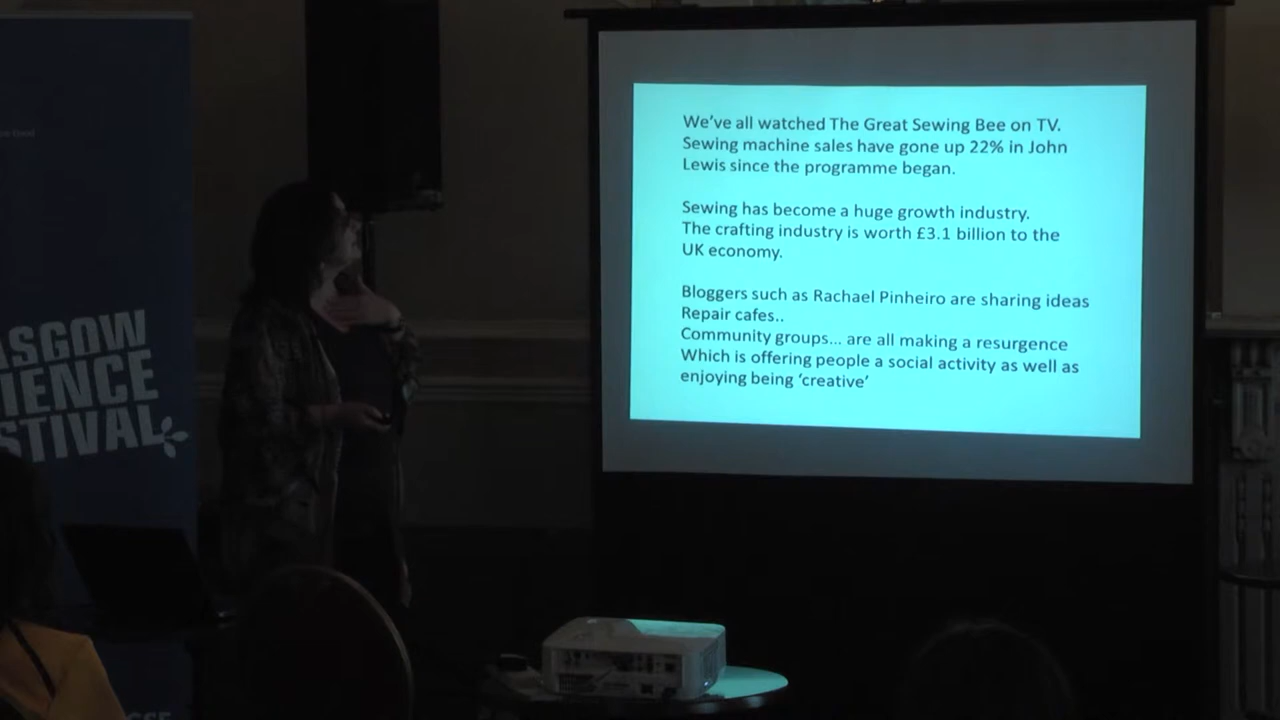 ASGOW
IENCE
STIVAL
We've all watched The Great Sewing Bee on TV.
Sewing machine sales have gone up 22% in John
Lewis since the programme began.
Sewing has become a huge growth industry.
The crafting industry is worth £3.1 billion to the
UK economy.
Bloggers such as Rachael Pinheiro are sharing ideas
Repair cafes..
Community groups... are all making a resurgence
Which is offering people a social activity as well as
enjoying being 'creative'